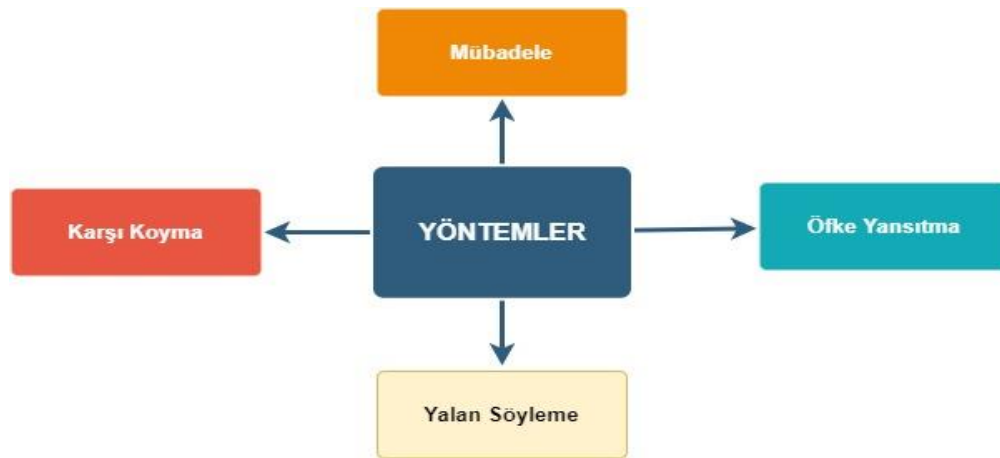 Mübadele
Karşı Koyma
YÖNTEMLER
Öfke Yansıtma
Yalan Söyleme